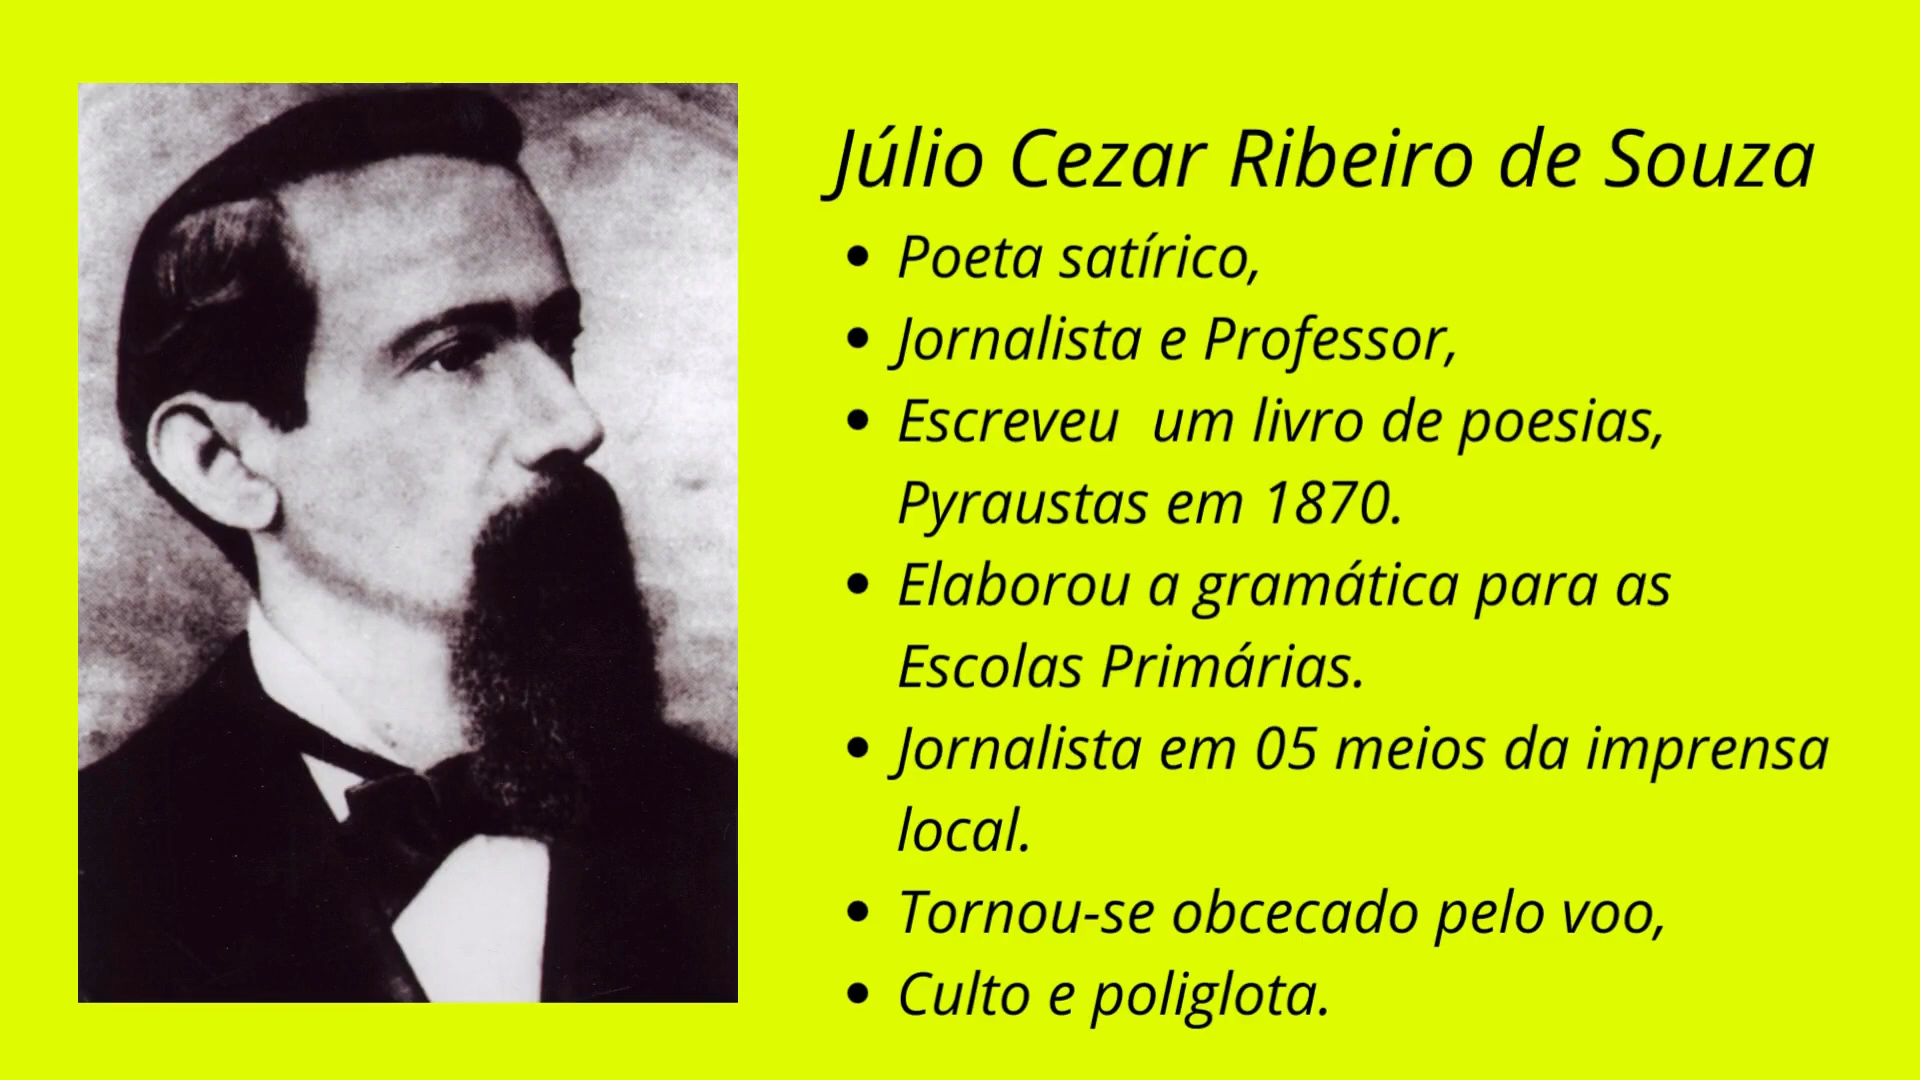 Júlio Cezar Ribeiro de Souza
• Poeta satírico,
• Jornalista e Professor,
• Escreveu  um livro de poesias,
Pyraustas em 1870.
• Elaborou a gramática para as
Escolas Primárias.
• Jornalista em 05 meios da imprensa
local.
• Tornou-se obcecado pelo voo,
• Culto e poliglota.